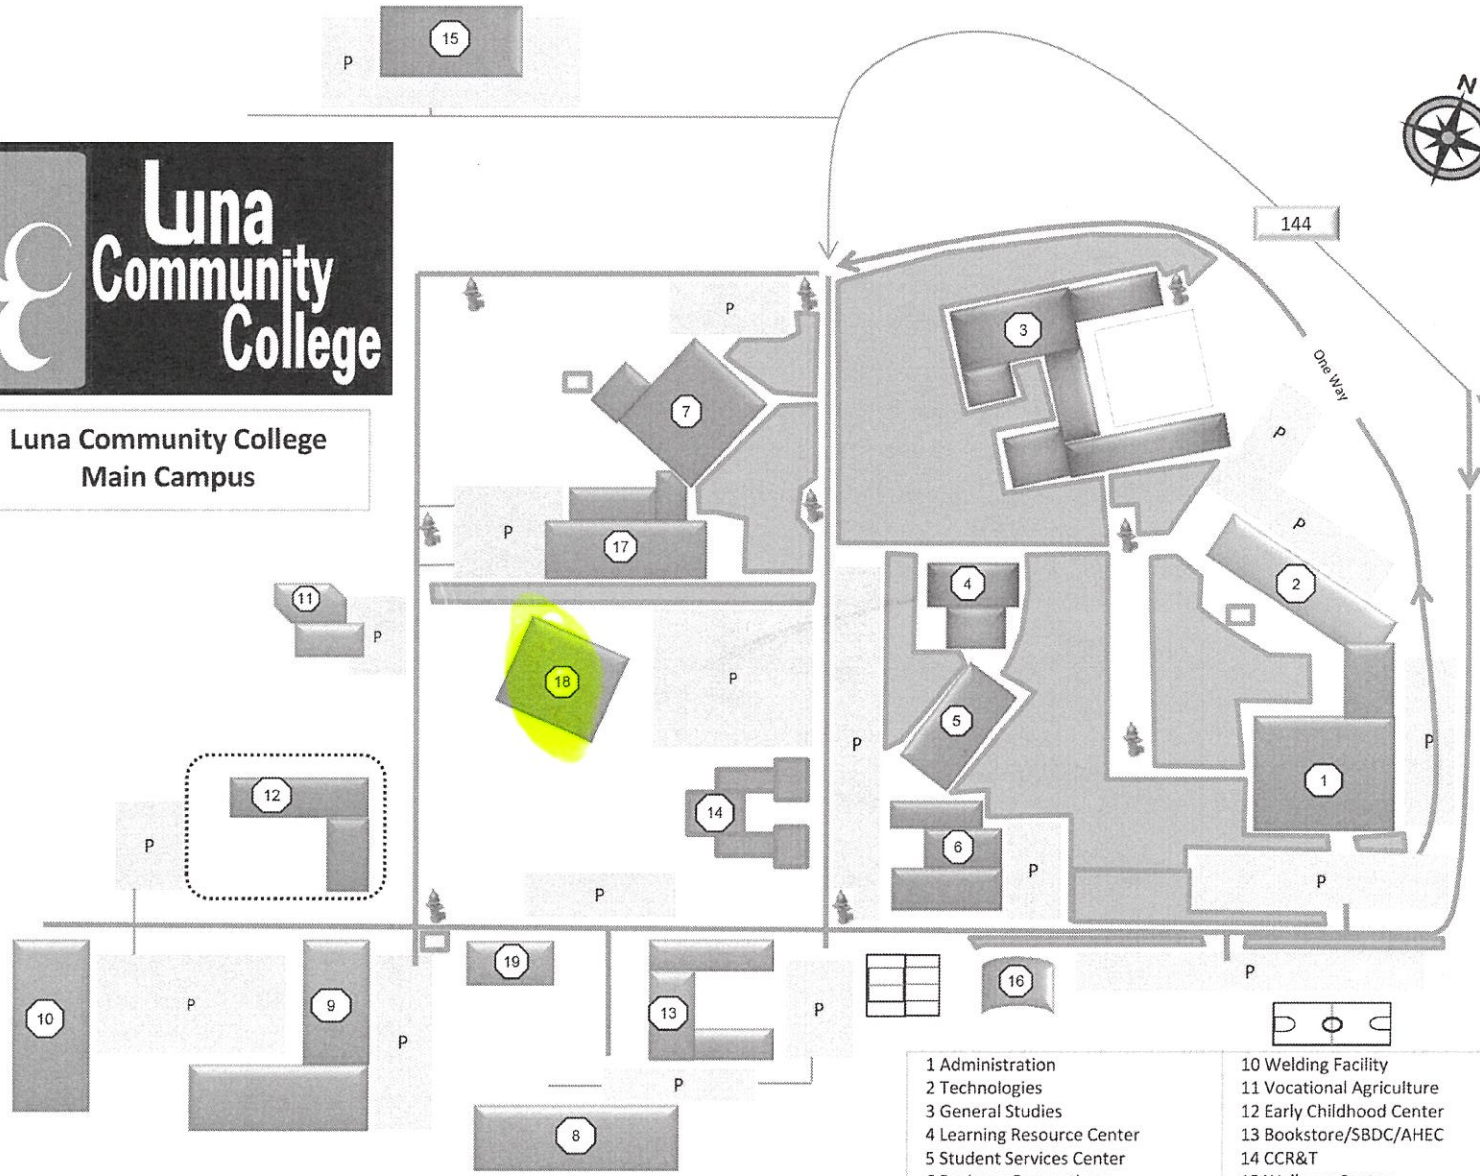 15
P
N
Luna
Community
College
144
P
3
7
One Way
Luna Community College
Main Campus
P
P
P
17
4
2
11
P
18
P
5
P
P
1
12
14
P
6
P
P
P
19
16
P
10
P
9
13
P
P
P
8
1 Administration
2 Technologies
3 General Studies
4 Learning Resource Center
5 Student Services Center
10 Welding Facility
11 Vocational Agriculture
12 Early Childhood Center
13 Bookstore/SBDC/AHEC
14 CCR&T